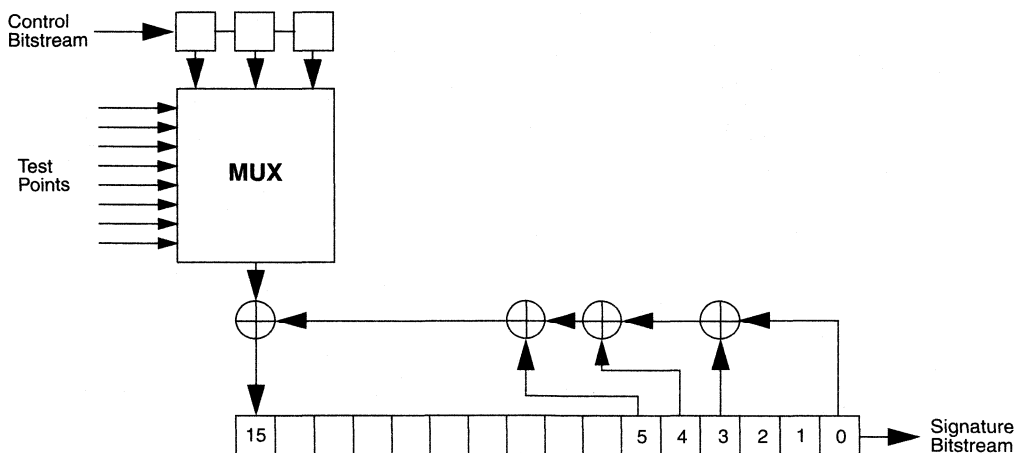 Control
Bitstream
MUX
Test
Points
15 5 4 3 2 1 0
Signature
Bitstream